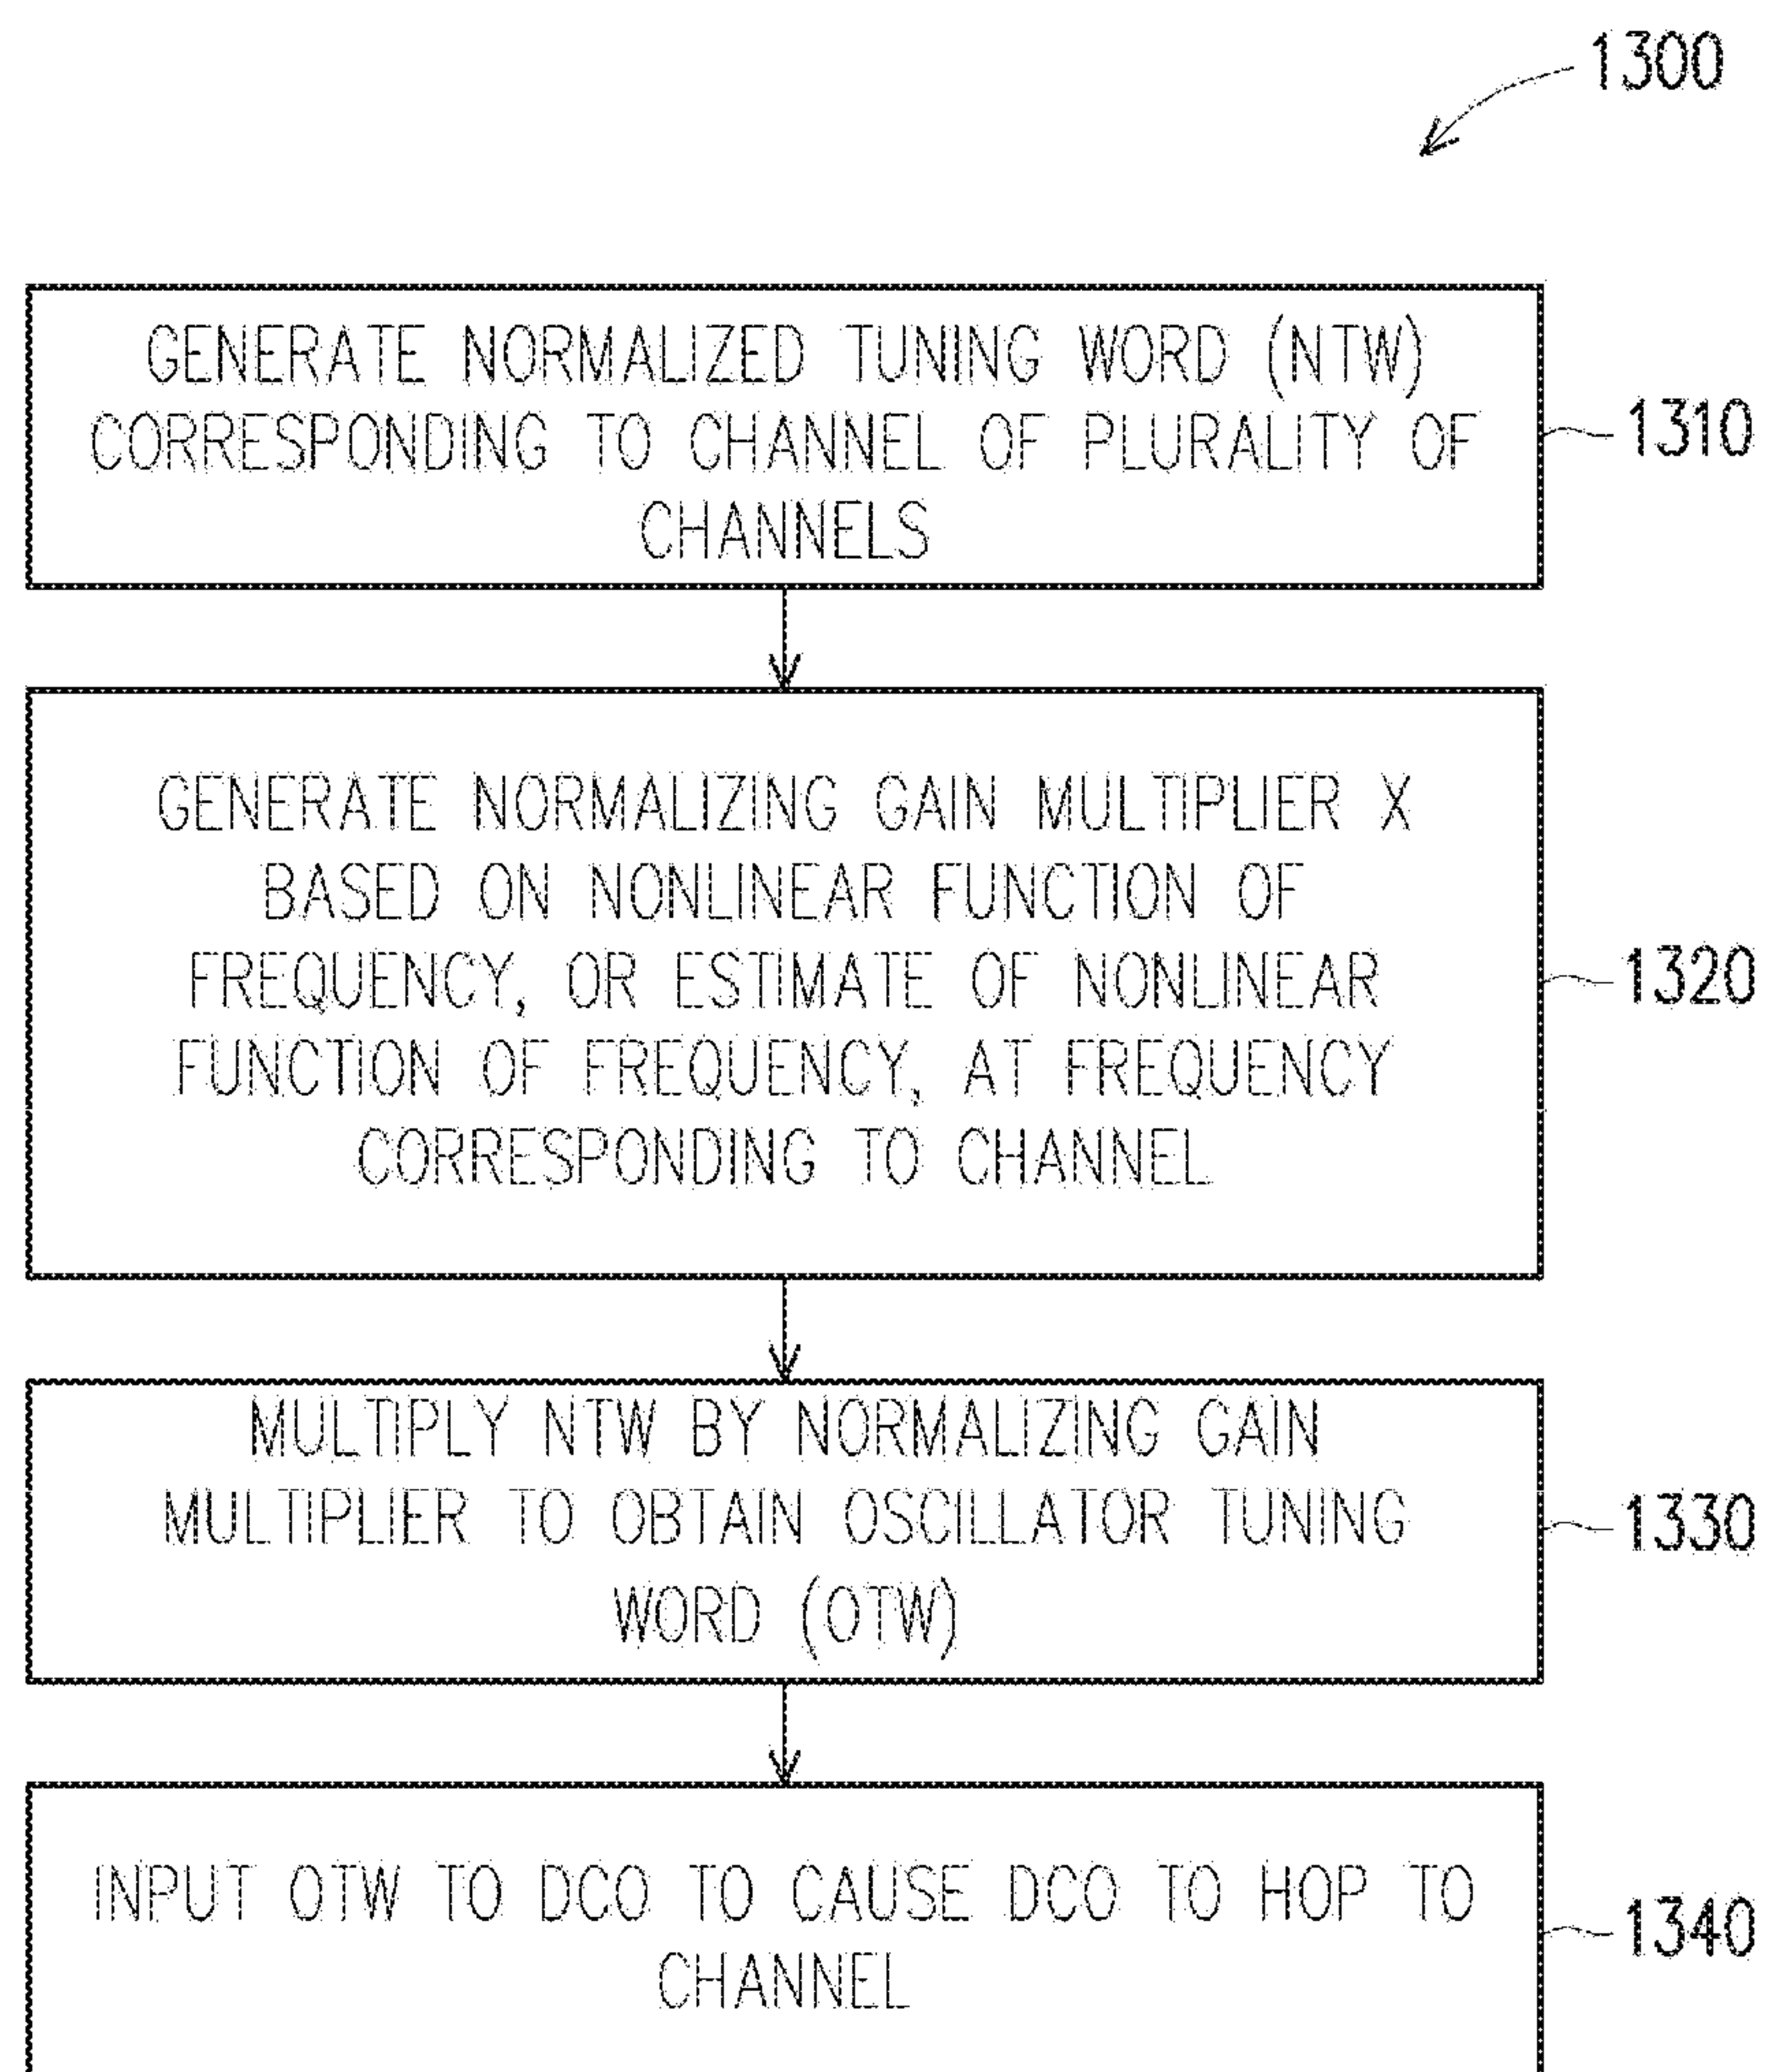 1300
GENERATE NORMALIZED TUNING WORD (NTW)
CORRESPONDING TO CHANNEL OF PLURALITY OF
CHANNELS
1310
GENERATE NORMALIZING GAIN MULTIPLIER X
BASED ON NONLINEAR FUNCTION OF
FREQUENCY, OR ESTIMATE OF NONLINEAR
FUNCTION OF FREQUENCY, AT FREQUENCY
CORRESPONDING TO CHANNEL
1320
MULTIPLY NTW BY NORMALIZING GAIN
MULTIPLIER TO OBTAIN OSCILLATOR TUNING
WORD (OTW)
1330
INPUT OTW TO DCO TO CAUSE DCO TO HOP TO
CHANNEL
1340